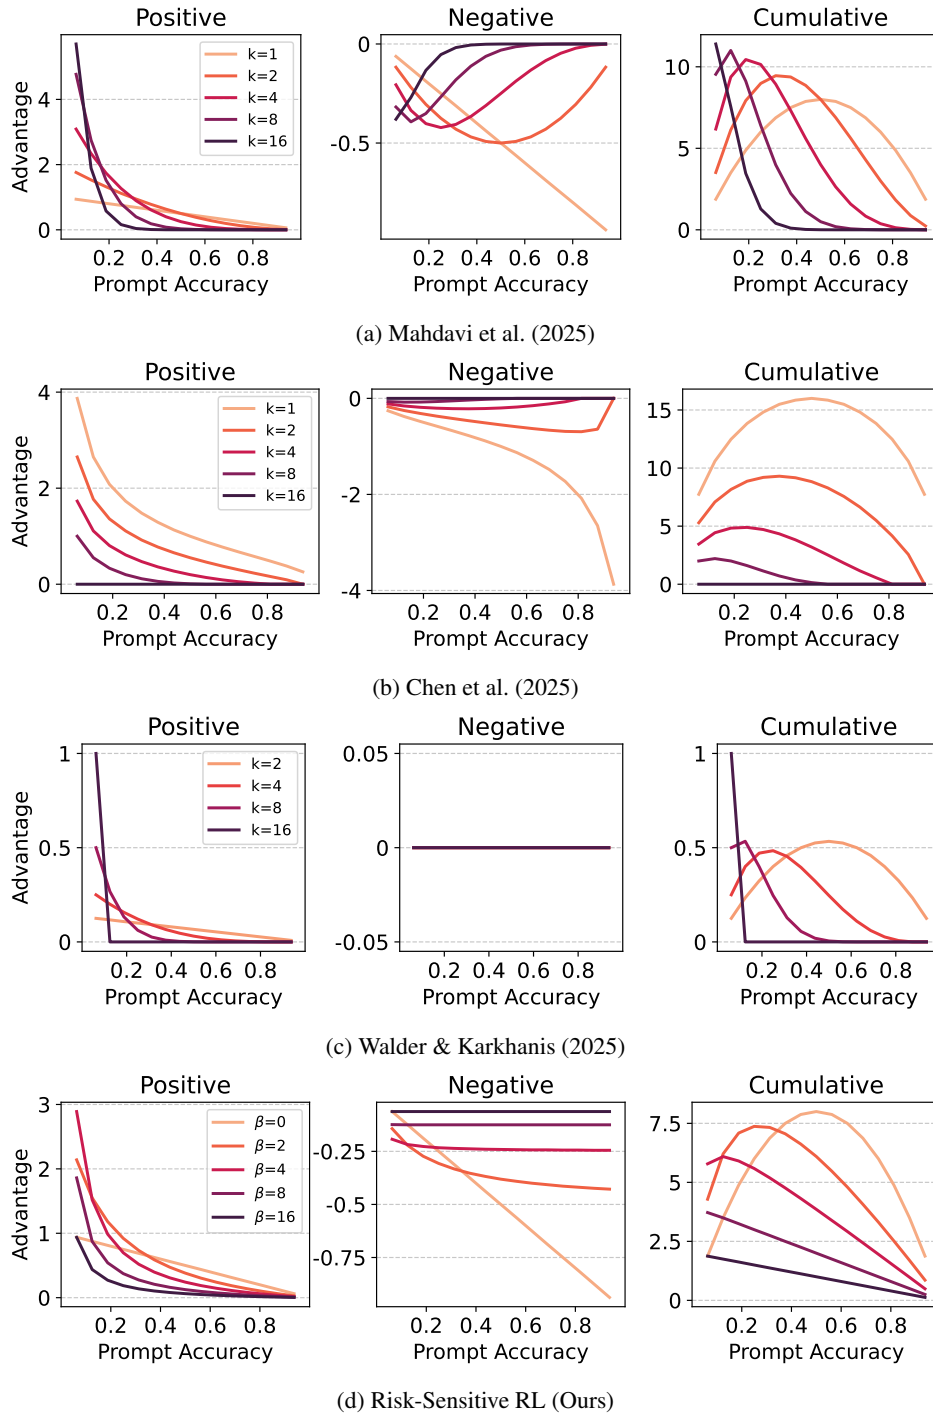 Positive
Negative
Cumulative
Advantage
4
2
0
k=1
k=2
k=4
k=8
k=16
0.2 0.4 0.6 0.8
Prompt Accuracy
0
-0.5
0.2 0.4 0.6 0.8
Prompt Accuracy
10
5
0
0.2 0.4 0.6 0.8
Prompt Accuracy
(a) Mahdavi et al. (2025)
Positive
Negative
Cumulative
Advantage
4
2
0
k=1
k=2
k=4
k=8
k=16
0.2 0.4 0.6 0.8
Prompt Accuracy
0
-2
-4
0.2 0.4 0.6 0.8
Prompt Accuracy
15
10
5
0
0.2 0.4 0.6 0.8
Prompt Accuracy
(b) Chen et al. (2025)
Positive
Negative
Cumulative
Advantage
1
0.5
0
k=2
k=4
k=8
k=16
0.2 0.4 0.6 0.8
Prompt Accuracy
0.05
0
-0.05
0.2 0.4 0.6 0.8
Prompt Accuracy
1
0.5
0
0.2 0.4 0.6 0.8
Prompt Accuracy
(c) Walder & Karkhanis (2025)
Positive
Negative
Cumulative
Advantage
3
2
1
0
β=0
β=2
β=4
β=8
β=16
0.2 0.4 0.6 0.8
Prompt Accuracy
-0.25
-0.5
-0.75
0.2 0.4 0.6 0.8
Prompt Accuracy
7.5
5
2.5
0
0.2 0.4 0.6 0.8
Prompt Accuracy
(d) Risk-Sensitive RL (Ours)